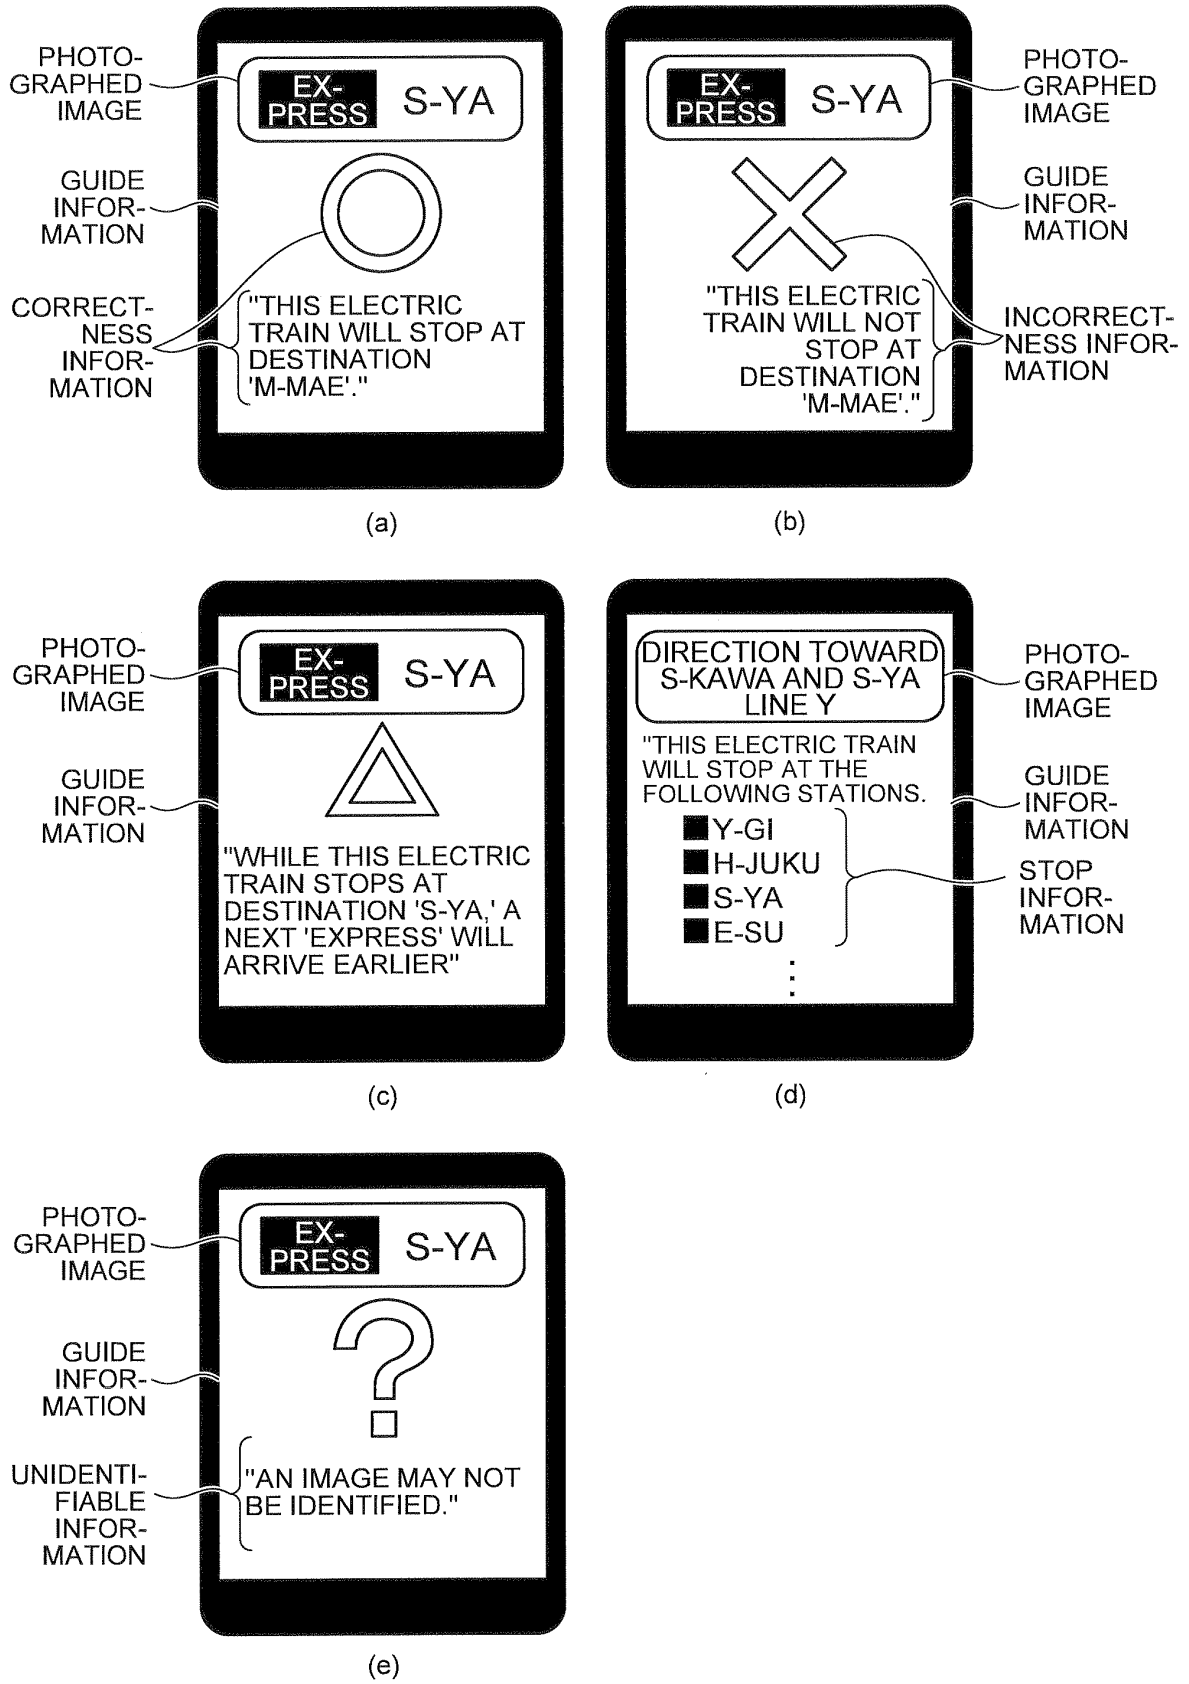 PHOTO-
GRAPHED
IMAGE
GUIDE
INFOR-
MATION
CORRECT-
NESS
INFOR-
MATION
EX-
PRESS
S-YA
"THIS ELECTRIC
TRAIN WILL STOP AT
DESTINATION
'M-MAE'."
(a)
EX-
PRESS
S-YA
"THIS ELECTRIC
TRAIN WILL NOT
STOP AT
DESTINATION
'M-MAE'."
PHOTO-
GRAPHED
IMAGE
GUIDE
INFOR-
MATION
INCORRECT-
NESS INFOR-
MATION
(b)
PHOTO-
GRAPHED
IMAGE
GUIDE
INFOR-
MATION
EX-
PRESS
S-YA
"WHILE THIS ELECTRIC
TRAIN STOPS AT
DESTINATION 'S-YA,' A
NEXT 'EXPRESS' WILL
ARRIVE EARLIER"
(c)
DIRECTION TOWARD
S-KAWA AND S-YA
LINE Y
"THIS ELECTRIC TRAIN
WILL STOP AT THE
FOLLOWING STATIONS.
Y-GI
H-JUKU
S-YA
E-SU
PHOTO-
GRAPHED
IMAGE
GUIDE
INFOR-
MATION
STOP
INFOR-
MATION
(d)
PHOTO-
GRAPHED
IMAGE
GUIDE
INFOR-
MATION
UNIDENTI-
FIABLE
INFOR-
MATION
EX-
PRESS
S-YA
?
"AN IMAGE MAY NOT
BE IDENTIFIED."
(e)